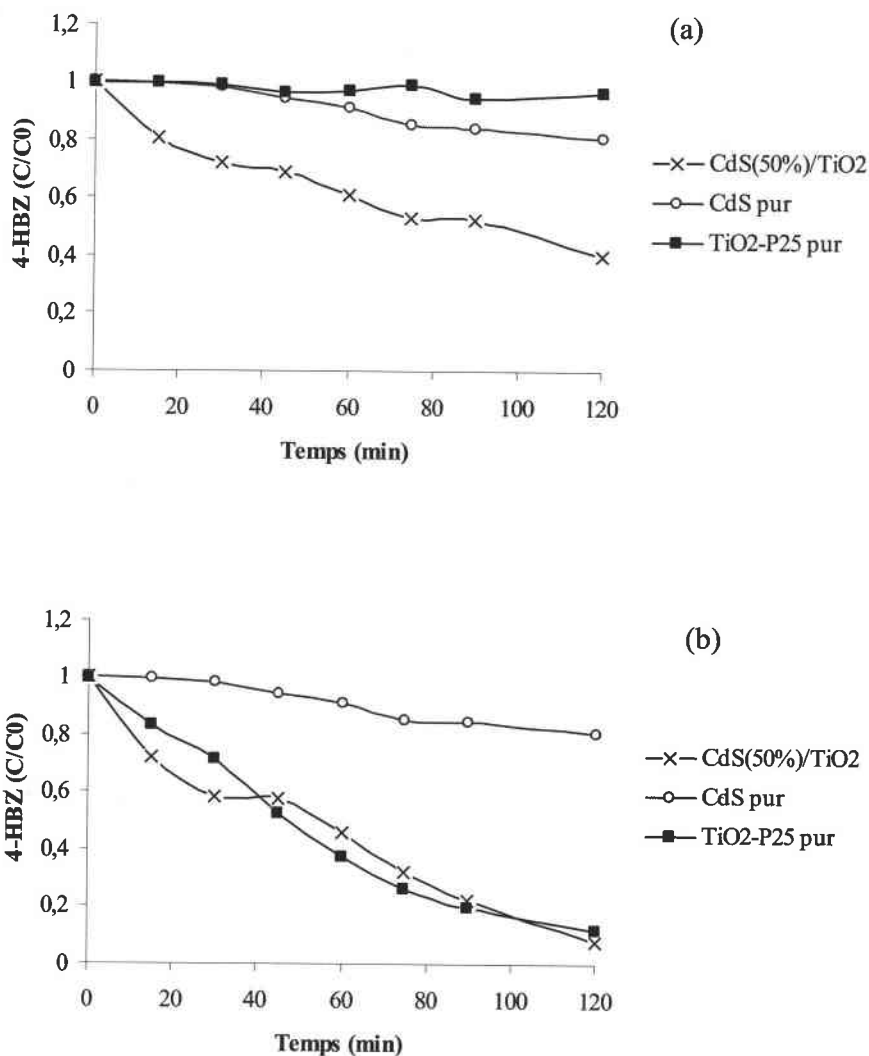 (a)
1,2
1
0,8
0,6
0,4
0,2
0
4-HBZ (C/C0)
0 20 40 60 80 100 120
Temps (min)
CdS(50%)/TiO2
CdS pur
TiO2-P25 pur
(b)
1,2
1
0,8
0,6
0,4
0,2
0
4-HBZ (C/C0)
0 20 40 60 80 100 120
Temps (min)
CdS(50%)/TiO2
CdS pur
TiO2-P25 pur